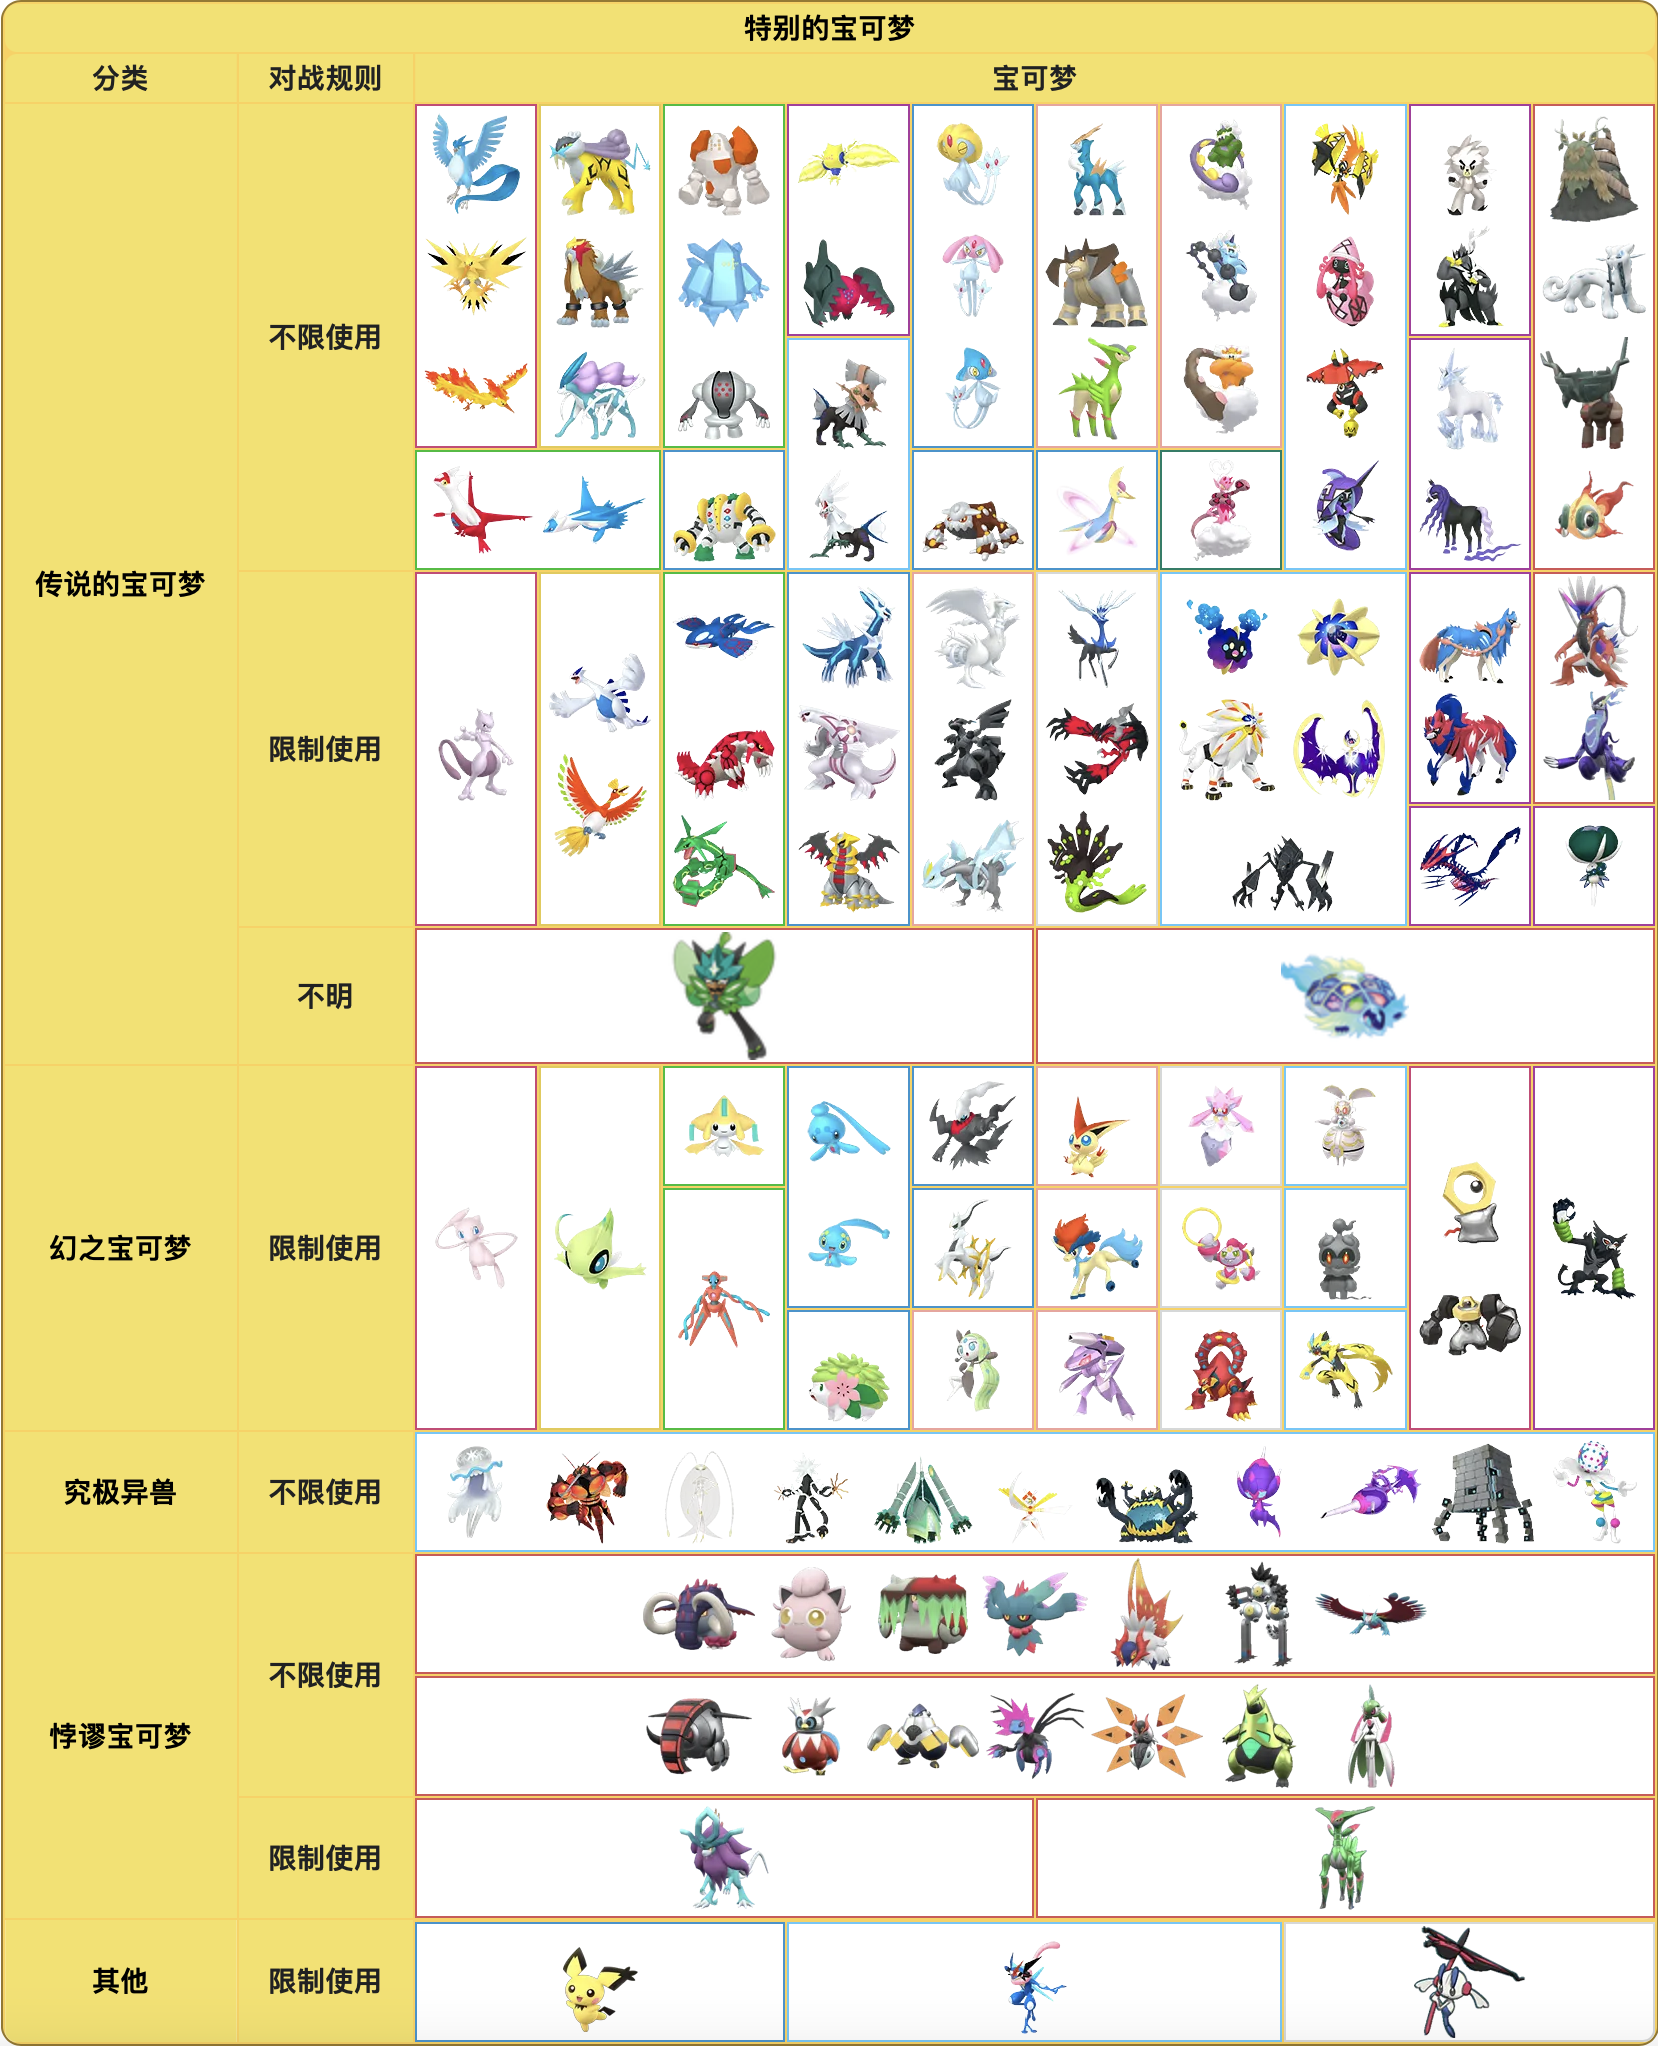 特别的宝可梦
分类 对战规则 宝可梦
传说的宝可梦
不限使用
限制使用
不明
幻之宝可梦 限制使用
究极异兽 不限使用
悖谬宝可梦
不限使用
限制使用
其他 限制使用